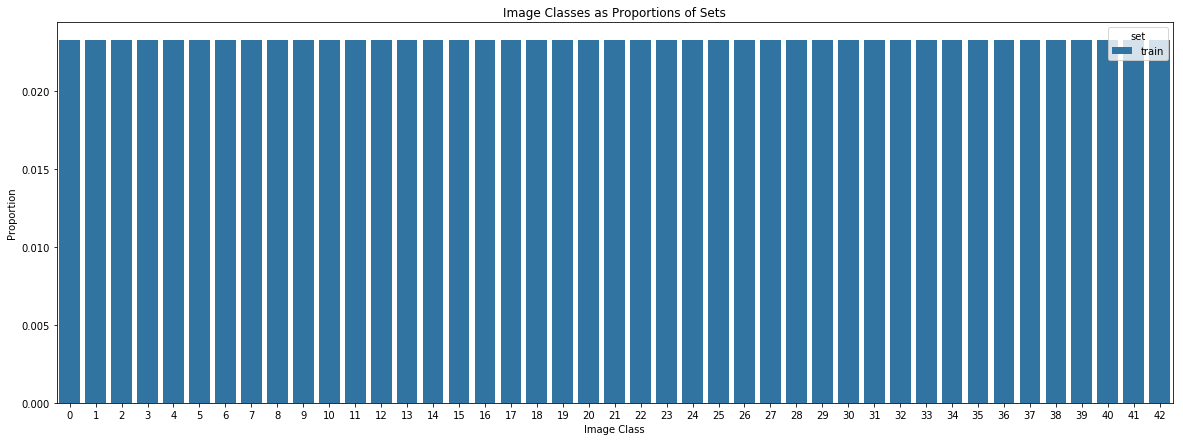 Image Classes as Proportions of Sets
set
train
0.020
0.015
0.010
0.005
0.000
Proportion
0 1 2 3 4 5 6 7 8 9 10 11 12 13 14 15 16 17 18 19 20 21 22 23 24 25 26 27 28 29 30 31 32 33 34 35 36 37 38 39 40 41 42
Image Class